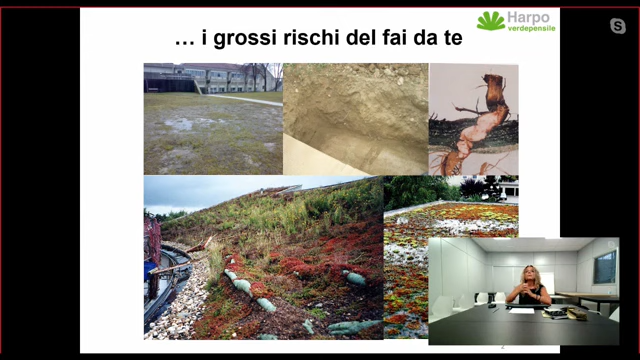 … i grossi rischi del fai da te
Harpo
verdepensile